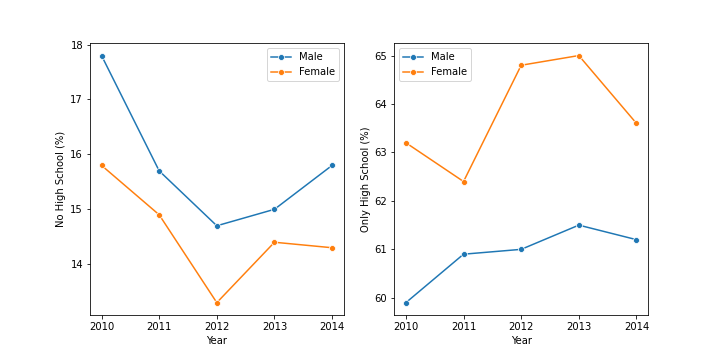 18
17
16
15
14
No High School (%)
2010 2011 2012 2013 2014
Year
Male
Female
65
64
63
62
61
60
Only High School (%)
2010 2011 2012 2013 2014
Year
Male
Female